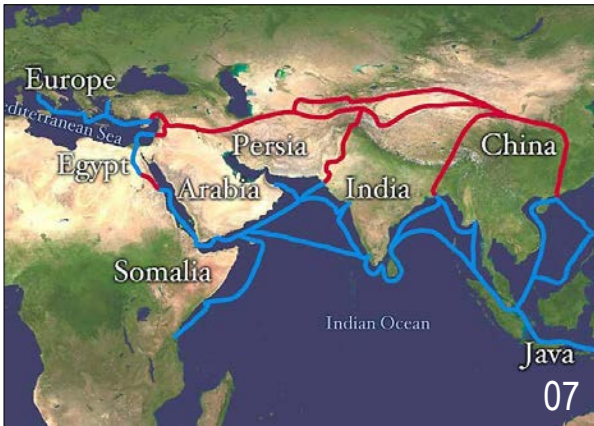 Europe
editerranean Sea
Egypt
Arabia
Persia
India
China
Somalia
Indian Ocean
Java
07